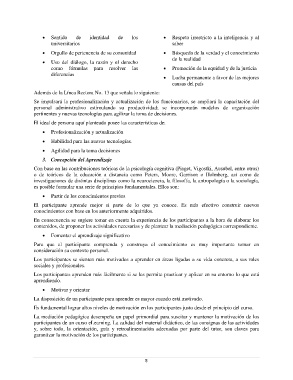 • Sentido de identidad de los universitarios
• Orgullo de pertenencia de su comunidad
• Uso del diálogo, la razón y el derecho como fórmulas para resolver las diferencias
• Respeto irrestricto a la inteligencia y al saber
• Búsqueda de la verdad y el conocimiento de la realidad
• Promoción de la equidad y de la justicia
• Lucha permanente a favor de las mejores causas del país
Además de la Línea Rectora No. 13 que señala lo siguiente:
Se impulsará la profesionalización y actualización de los funcionarios, se ampliará la capacitación del
personal administrativo estimulando su productividad, se incorporarán modelos de organización
pertinentes y nuevas tecnologías para agilizar la toma de decisiones.
El ideal de persona aquí planteado posee las características de:
• Profesionalización y actualización
• Habilidad para las nuevas tecnologías.
• Agilidad para la toma decisiones
3. Concepción del Aprendizaje
Con base en las contribuciones teóricas de la psicología cognitiva (Piaget, Vigotski, Ausubel, entre otros)
o de teóricos de la educación a distancia como Peters, Moore, Garrison o Holmberg, así como de
investigaciones de distintas disciplinas como la neurociencia, la filosofía, la antropología o la sociología,
es posible formular una serie de principios fundamentales. Ellos son:
• Partir de los conocimientos previos
El participante aprende mejor si parte de lo que ya conoce. Es más efectivo construir nuevos
conocimientos con base en los anteriormente adquiridos.
En consecuencia se sugiere tomar en cuenta la experiencia de los participantes a la hora de elaborar los
contenidos, de proponer las actividades necesarias y de plantear la mediación pedagógica correspondiente.
• Fomentar el aprendizaje significativo
Para que el participante comprenda y construya el conocimiento es muy importante tomar en
consideración su contexto personal.
Los participantes se sienten más motivados a aprender en áreas ligadas a su vida concreta, a sus roles
sociales y profesionales.
Los participantes aprenden más fácilmente si se les permite practicar y aplicar en su entorno lo que está
aprendiendo.
• Motivar y orientar
La disposición de un participante para aprender es mayor cuando está motivado.
Es fundamental lograr altos niveles de motivación en los participantes justo desde el principio del curso.
La mediación pedagógica desempeña un papel primordial para suscitar y mantener la motivación de los
participantes de un curso el earning. La calidad del material didáctico, de las consignas de las actividades
y, sobre todo, la orientación, guía y retroalimentación adecuadas por parte del tutor, son claves para
garantizar la motivación de los participantes.